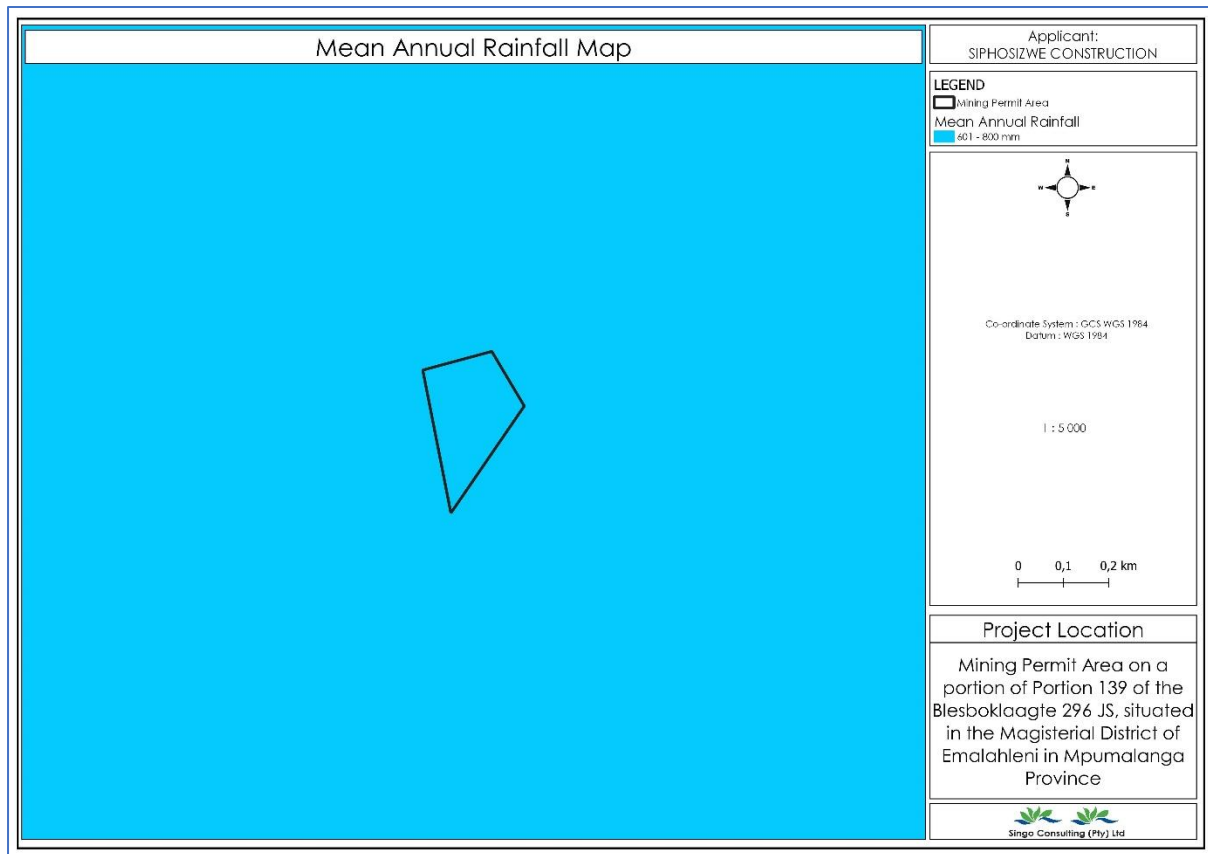 Mean Annual Rainfall Map
Applicant:
SIPHOSIZWE CONSTRUCTION
LEGEND
Mining Permit Area
Mean Annual Rainfall
601 - 800 mm
N
W
E
S
Co-ordinate System : GCS WGS 1984
Datum : WGS 1984
1 : 5 000
0 0,1 0,2 km
Project Location
Mining Permit Area on a
portion of Portion 139 of the
Blesboklaagte 296 JS, situated
in the Magisterial District of
Emalahleni in Mpumalanga
Province
Singo Consulting (Pty) Ltd